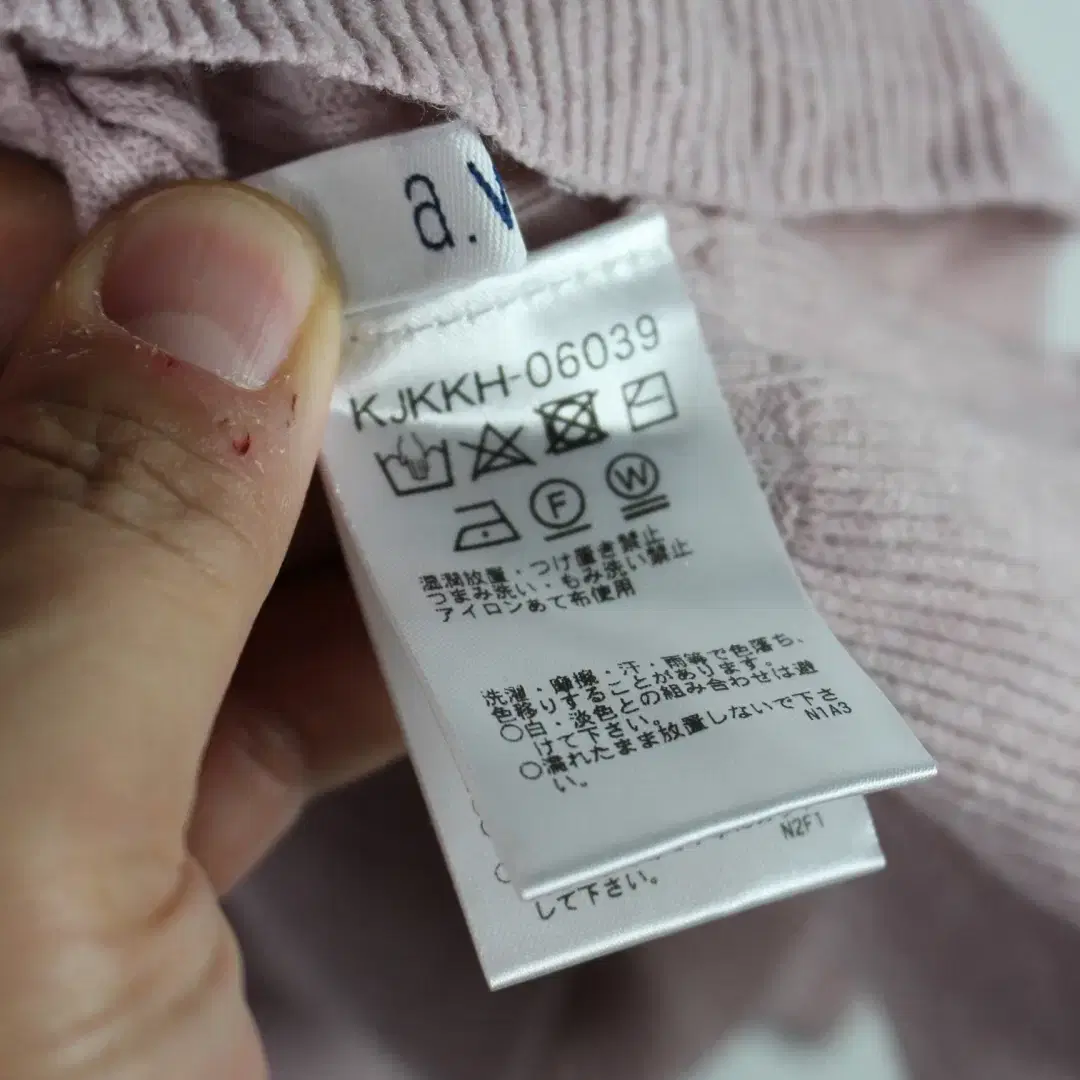 a.v
KJKKH-06039
F
W
温潤放置・つけ置き禁止
つまみ洗い・もみ洗い禁止
アイロンあて布使用
洗濯・摩擦・汗・雨等で色落ち、
色移りすることがあります。
○白・淡色との組み合わせは避
けて下さい。
○濡れたまま放置しないで下さ
い。
N1A3
N2F1
して下さい。